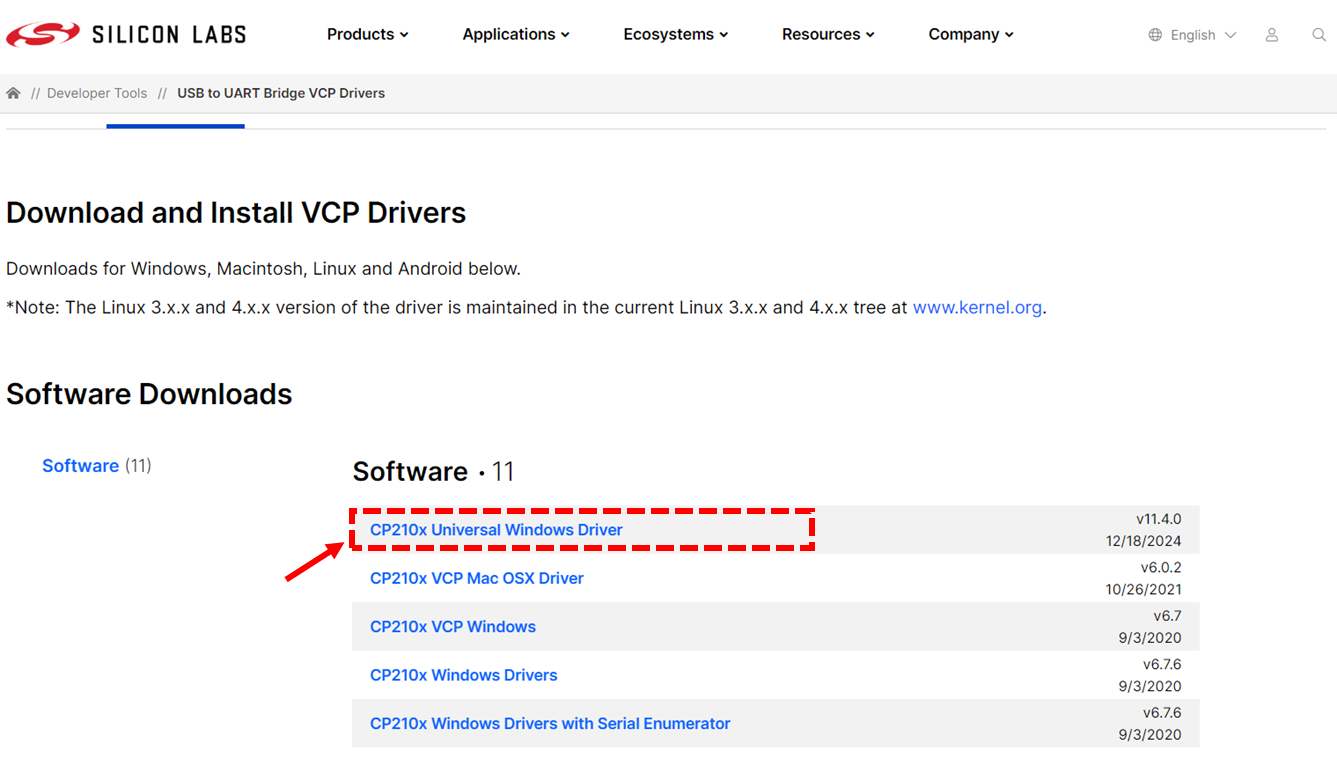 SILICON LABS
Products
Applications
Ecosystems
Resources
Company
English
// Developer Tools // USB to UART Bridge VCP Drivers
Download and Install VCP Drivers
Downloads for Windows, Macintosh, Linux and Android below.
*Note: The Linux 3.x.x and 4.x.x version of the driver is maintained in the current Linux 3.x.x and 4.x.x tree at www.kernel.org.
Software Downloads
Software (11)
Software · 11
CP210x Universal Windows Driver
v11.4.0
12/18/2024
CP210x VCP Mac OSX Driver
v6.0.2
10/26/2021
CP210x VCP Windows
v6.7
9/3/2020
CP210x Windows Drivers
v6.7.6
9/3/2020
CP210x Windows Drivers with Serial Enumerator
v6.7.6
9/3/2020